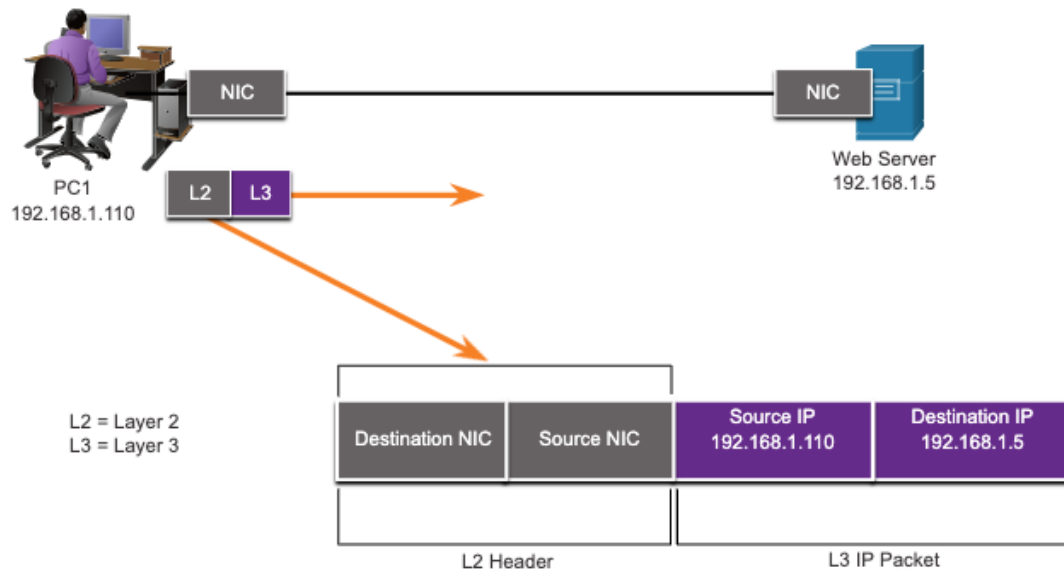 NIC
NIC
PC1
192.168.1.110
L2
L3
Web Server
192.168.1.5
L2 = Layer 2
L3 = Layer 3
Destination NIC
Source NIC
Source IP
192.168.1.110
Destination IP
192.168.1.5
L2 Header
L3 IP Packet